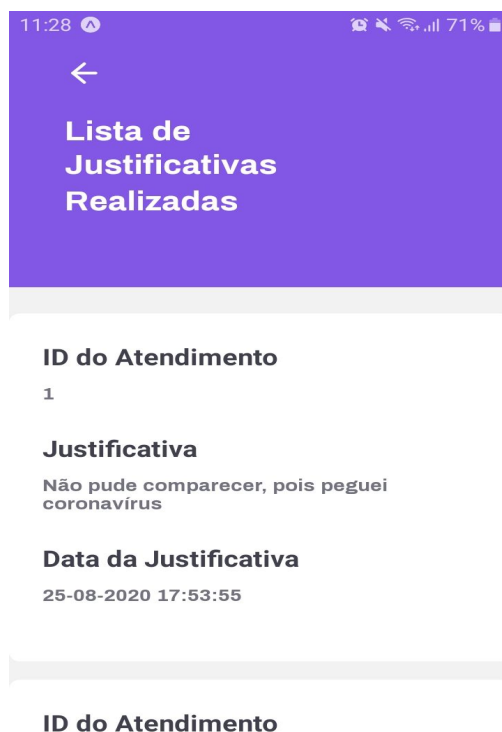 11:28
71%
Lista de
Justificativas
Realizadas
ID do Atendimento
1
Justificativa
Não pude comparecer, pois peguei
coronavírus
Data da Justificativa
25-08-2020 17:53:55
ID do Atendimento